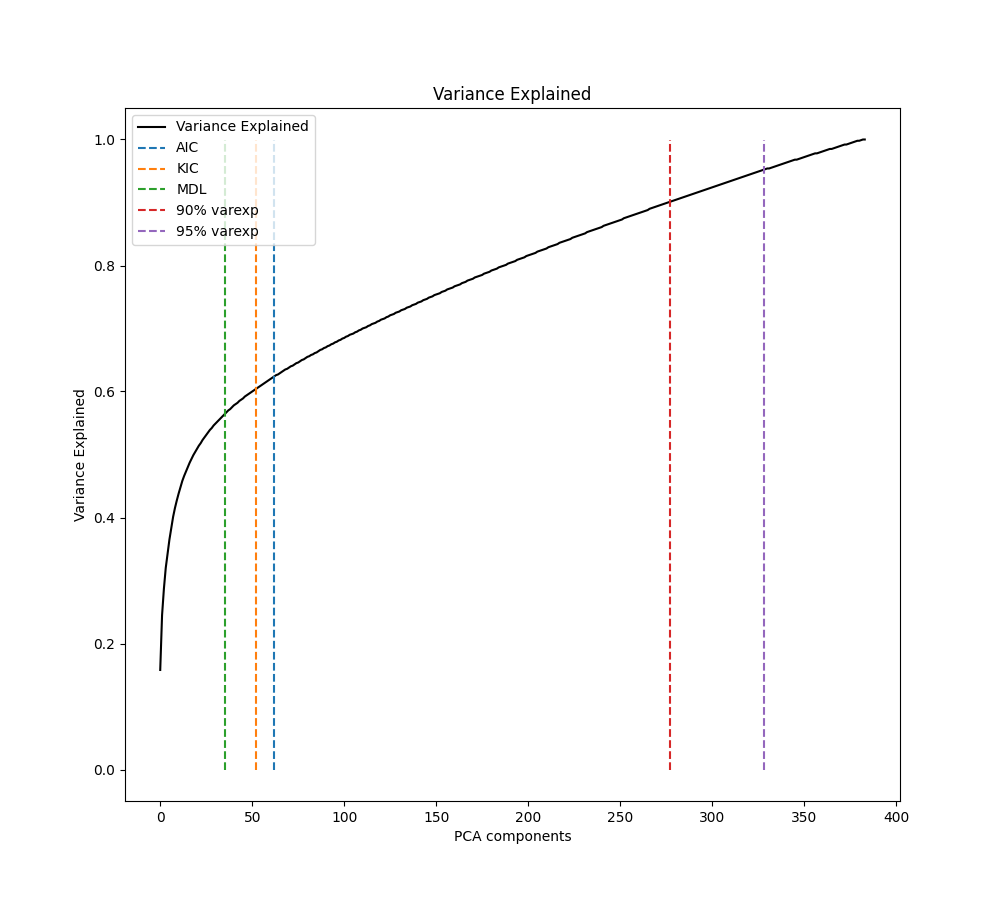 Variance Explained
Variance Explained
AIC
KIC
MDL
90% varexp
95% varexp
1.0
0.8
0.6
0.4
0.2
0.0
Variance Explained
0 50 100 150 200 250 300 350 400
PCA components